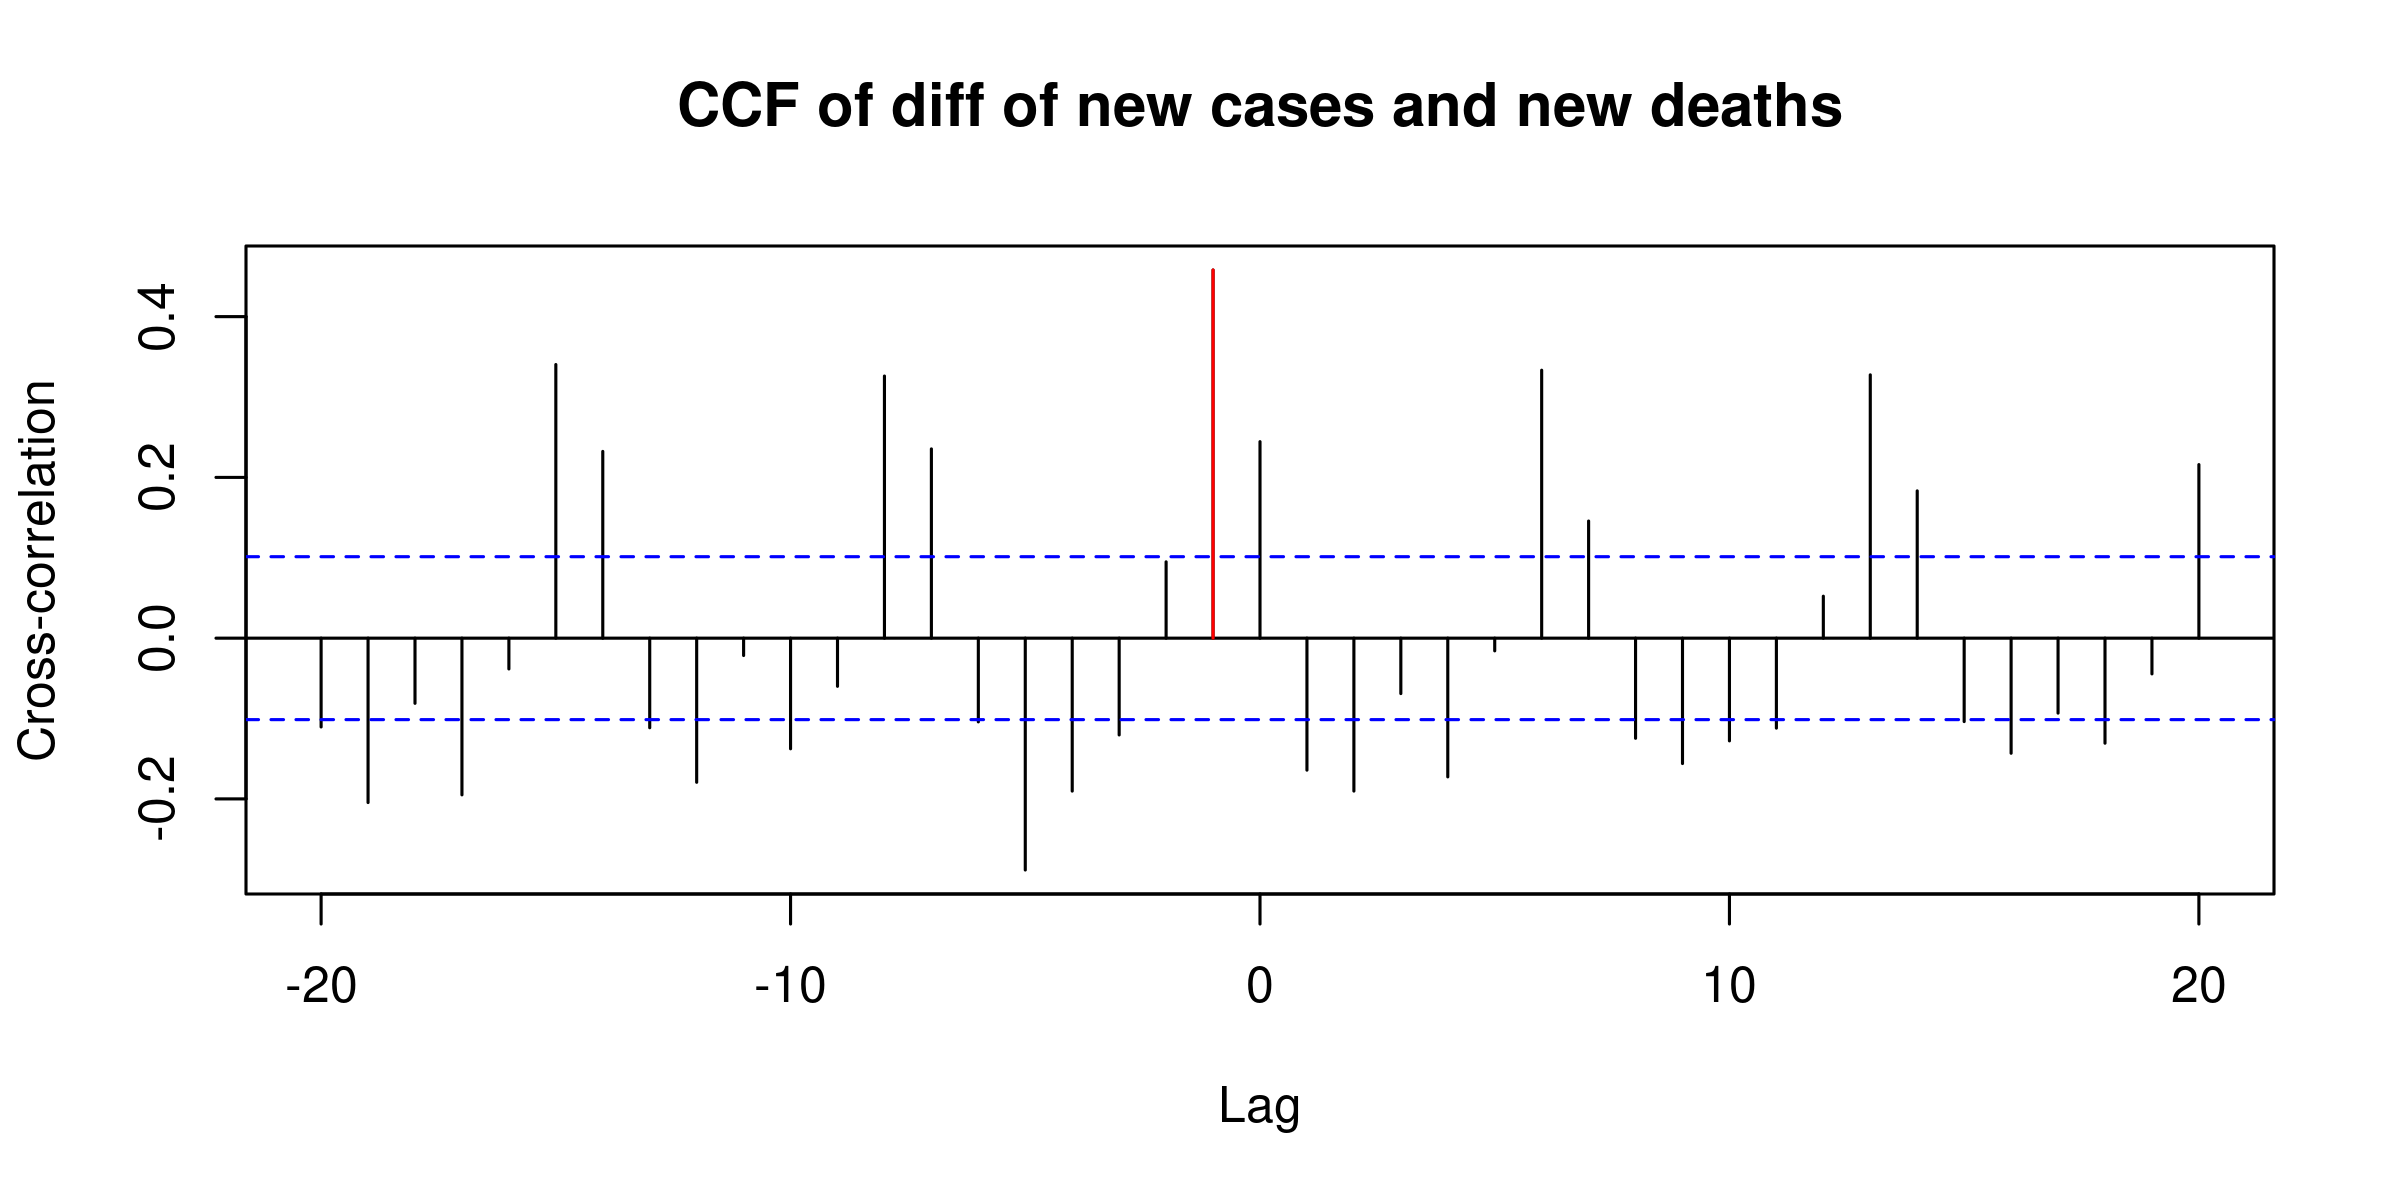 CCF of diff of new cases and new deaths
Cross-correlation
0.4
0.2
0.0
-0.2
-20 -10 0 10 20
Lag